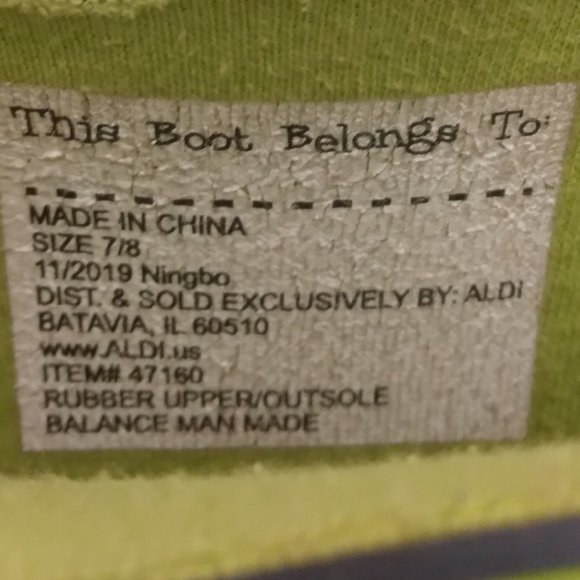 This Boot Belongs To:
MADE IN CHINA
SIZE 7/8
11/2019 Ningbo
DIST. & SOLD EXCLUSIVELY BY: ALDI
BATAVIA, IL 60510
www.ALDI.us
ITEM# 47160
RUBBER UPPER/OUTSOLE
BALANCE MAN MADE